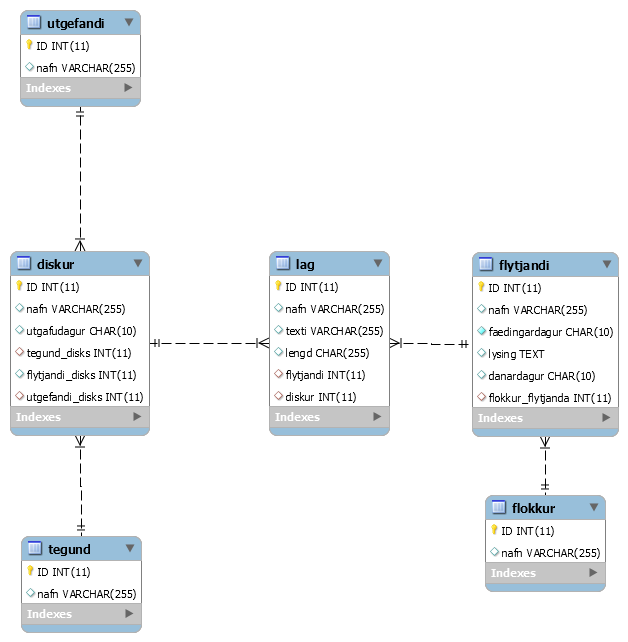 utgefandi
ID INT(11)
nafn VARCHAR(255)
Indexes
diskur
ID INT(11)
nafn VARCHAR(255)
utgafudagur CHAR(10)
tegund_disks INT(11)
flytjandi_disks INT(11)
utgefandi_disks INT(11)
Indexes
lag
ID INT(11)
nafn VARCHAR(255)
texti VARCHAR(255)
lengd CHAR(255)
flytjandi INT(11)
diskur INT(11)
Indexes
flytjandi
ID INT(11)
nafn VARCHAR(255)
faedingardagur CHAR(10)
lysing TEXT
danardagur CHAR(10)
flokkur_flytjanda INT(11)
Indexes
tegund
ID INT(11)
nafn VARCHAR(255)
Indexes
flokkur
ID INT(11)
nafn VARCHAR(255)
Indexes